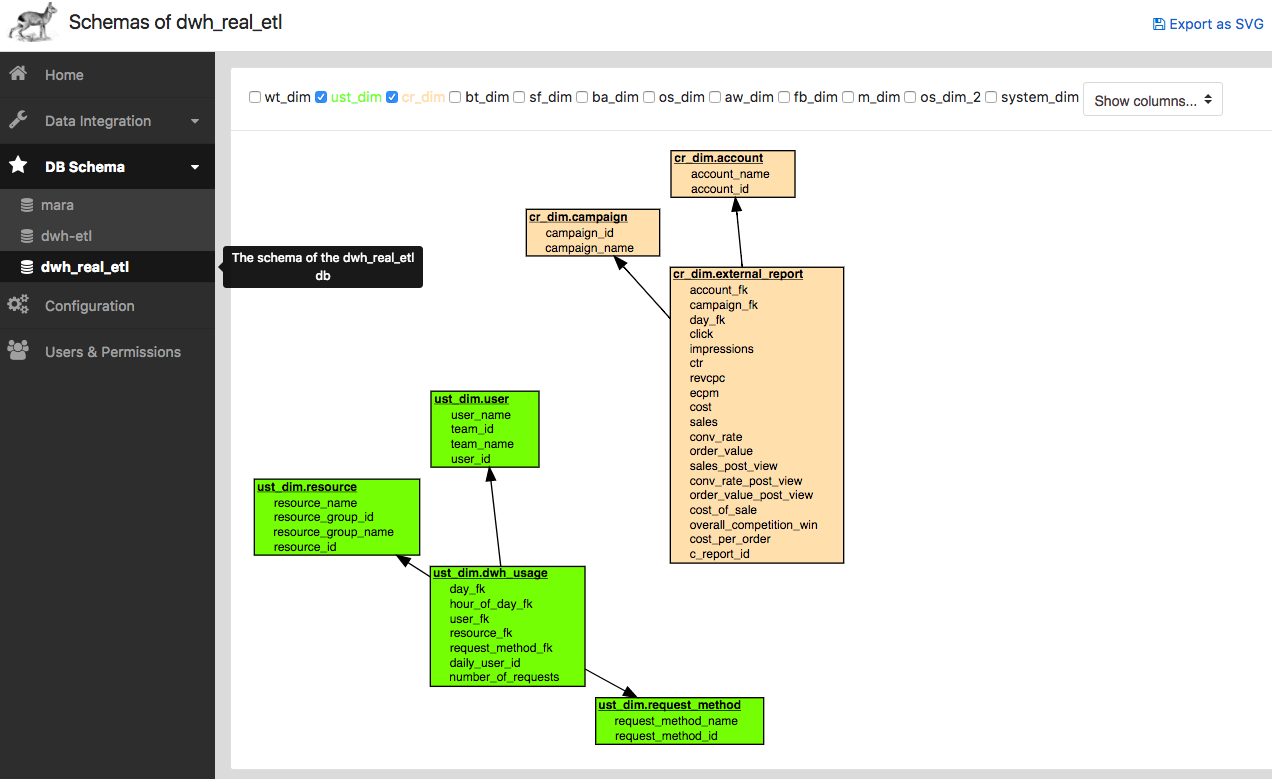 Schemas of dwh_real_etl
Export as SVG
Home
Data Integration
DB Schema
mara
dwh-etl
dwh_real_etl
Configuration
Users & Permissions
The schema of the dwh_real_etl
db
wt_dim ust_dim cr_dim bt_dim sf_dim ba_dim os_dim aw_dim fb_dim m_dim os_dim_2 system_dim Show columns...
cr_dim.account
account_name
account_id
cr_dim.campaign
campaign_id
campaign_name
cr_dim.external_report
account_fk
campaign_fk
day_fk
click
impressions
ctr
revcpc
ecpm
cost
sales
conv_rate
order_value
sales_post_view
conv_rate_post_view
order_value_post_view
cost_of_sale
overall_competition_win
cost_per_order
c_report_id
ust_dim.user
user_name
team_id
team_name
user_id
ust_dim.resource
resource_name
resource_group_id
resource_group_name
resource_id
ust_dim.dwh_usage
day_fk
hour_of_day_fk
user_fk
resource_fk
request_method_fk
daily_user_id
number_of_requests
ust_dim.request_method
request_method_name
request_method_id